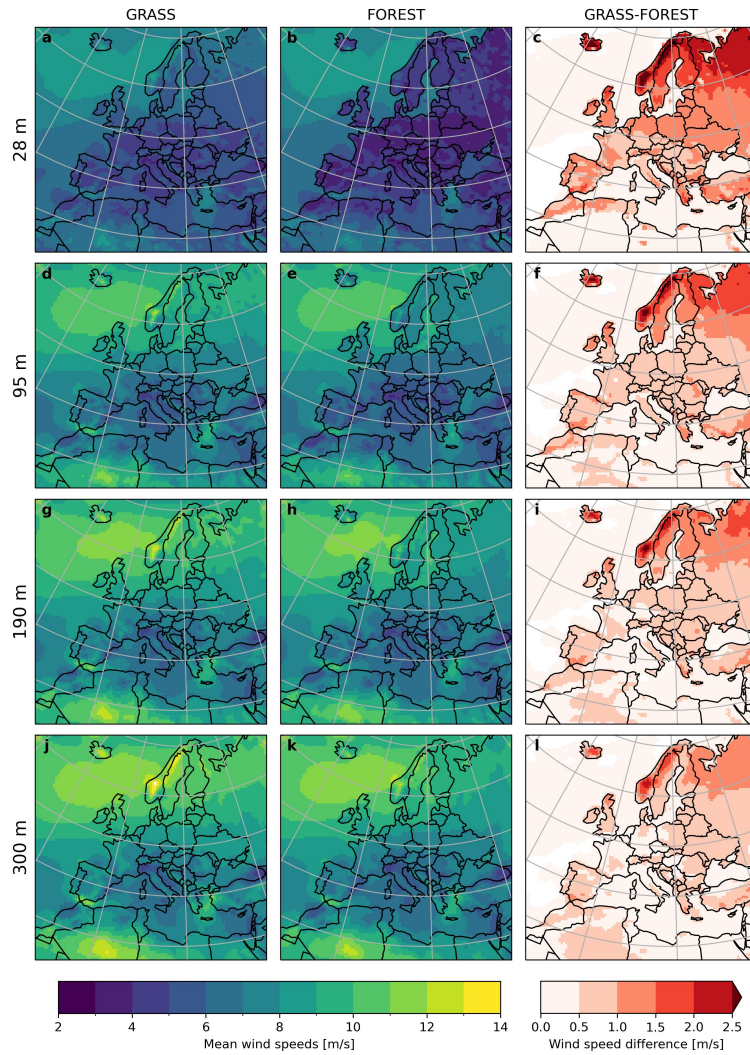 GRASS FOREST GRASS-FOREST
28 m
a b c
95 m
d e f
190 m
g h i
300 m
j k l
2 4 6 8 10 12 14
Mean wind speeds [m/s]
0.0 0.5 1.0 1.5 2.0 2.5
Wind speed difference [m/s]